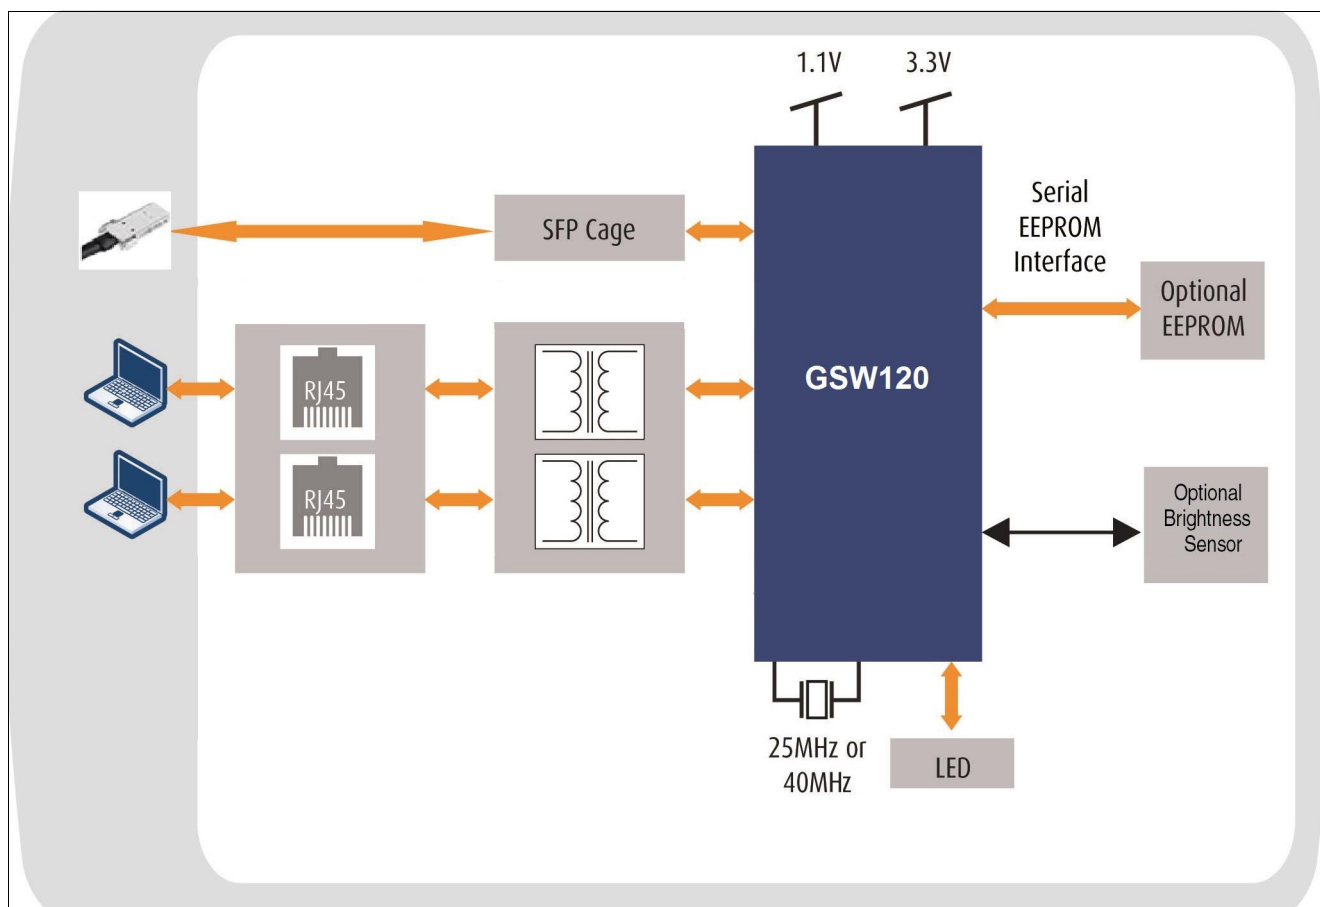 1.1V
3.3V
Serial
EEPROM
Interface
SFP Cage
Optional
EEPROM
GSW120
RJ45
RJ45
Optional
Brightness
Sensor
25MHz or
40MHz
LED